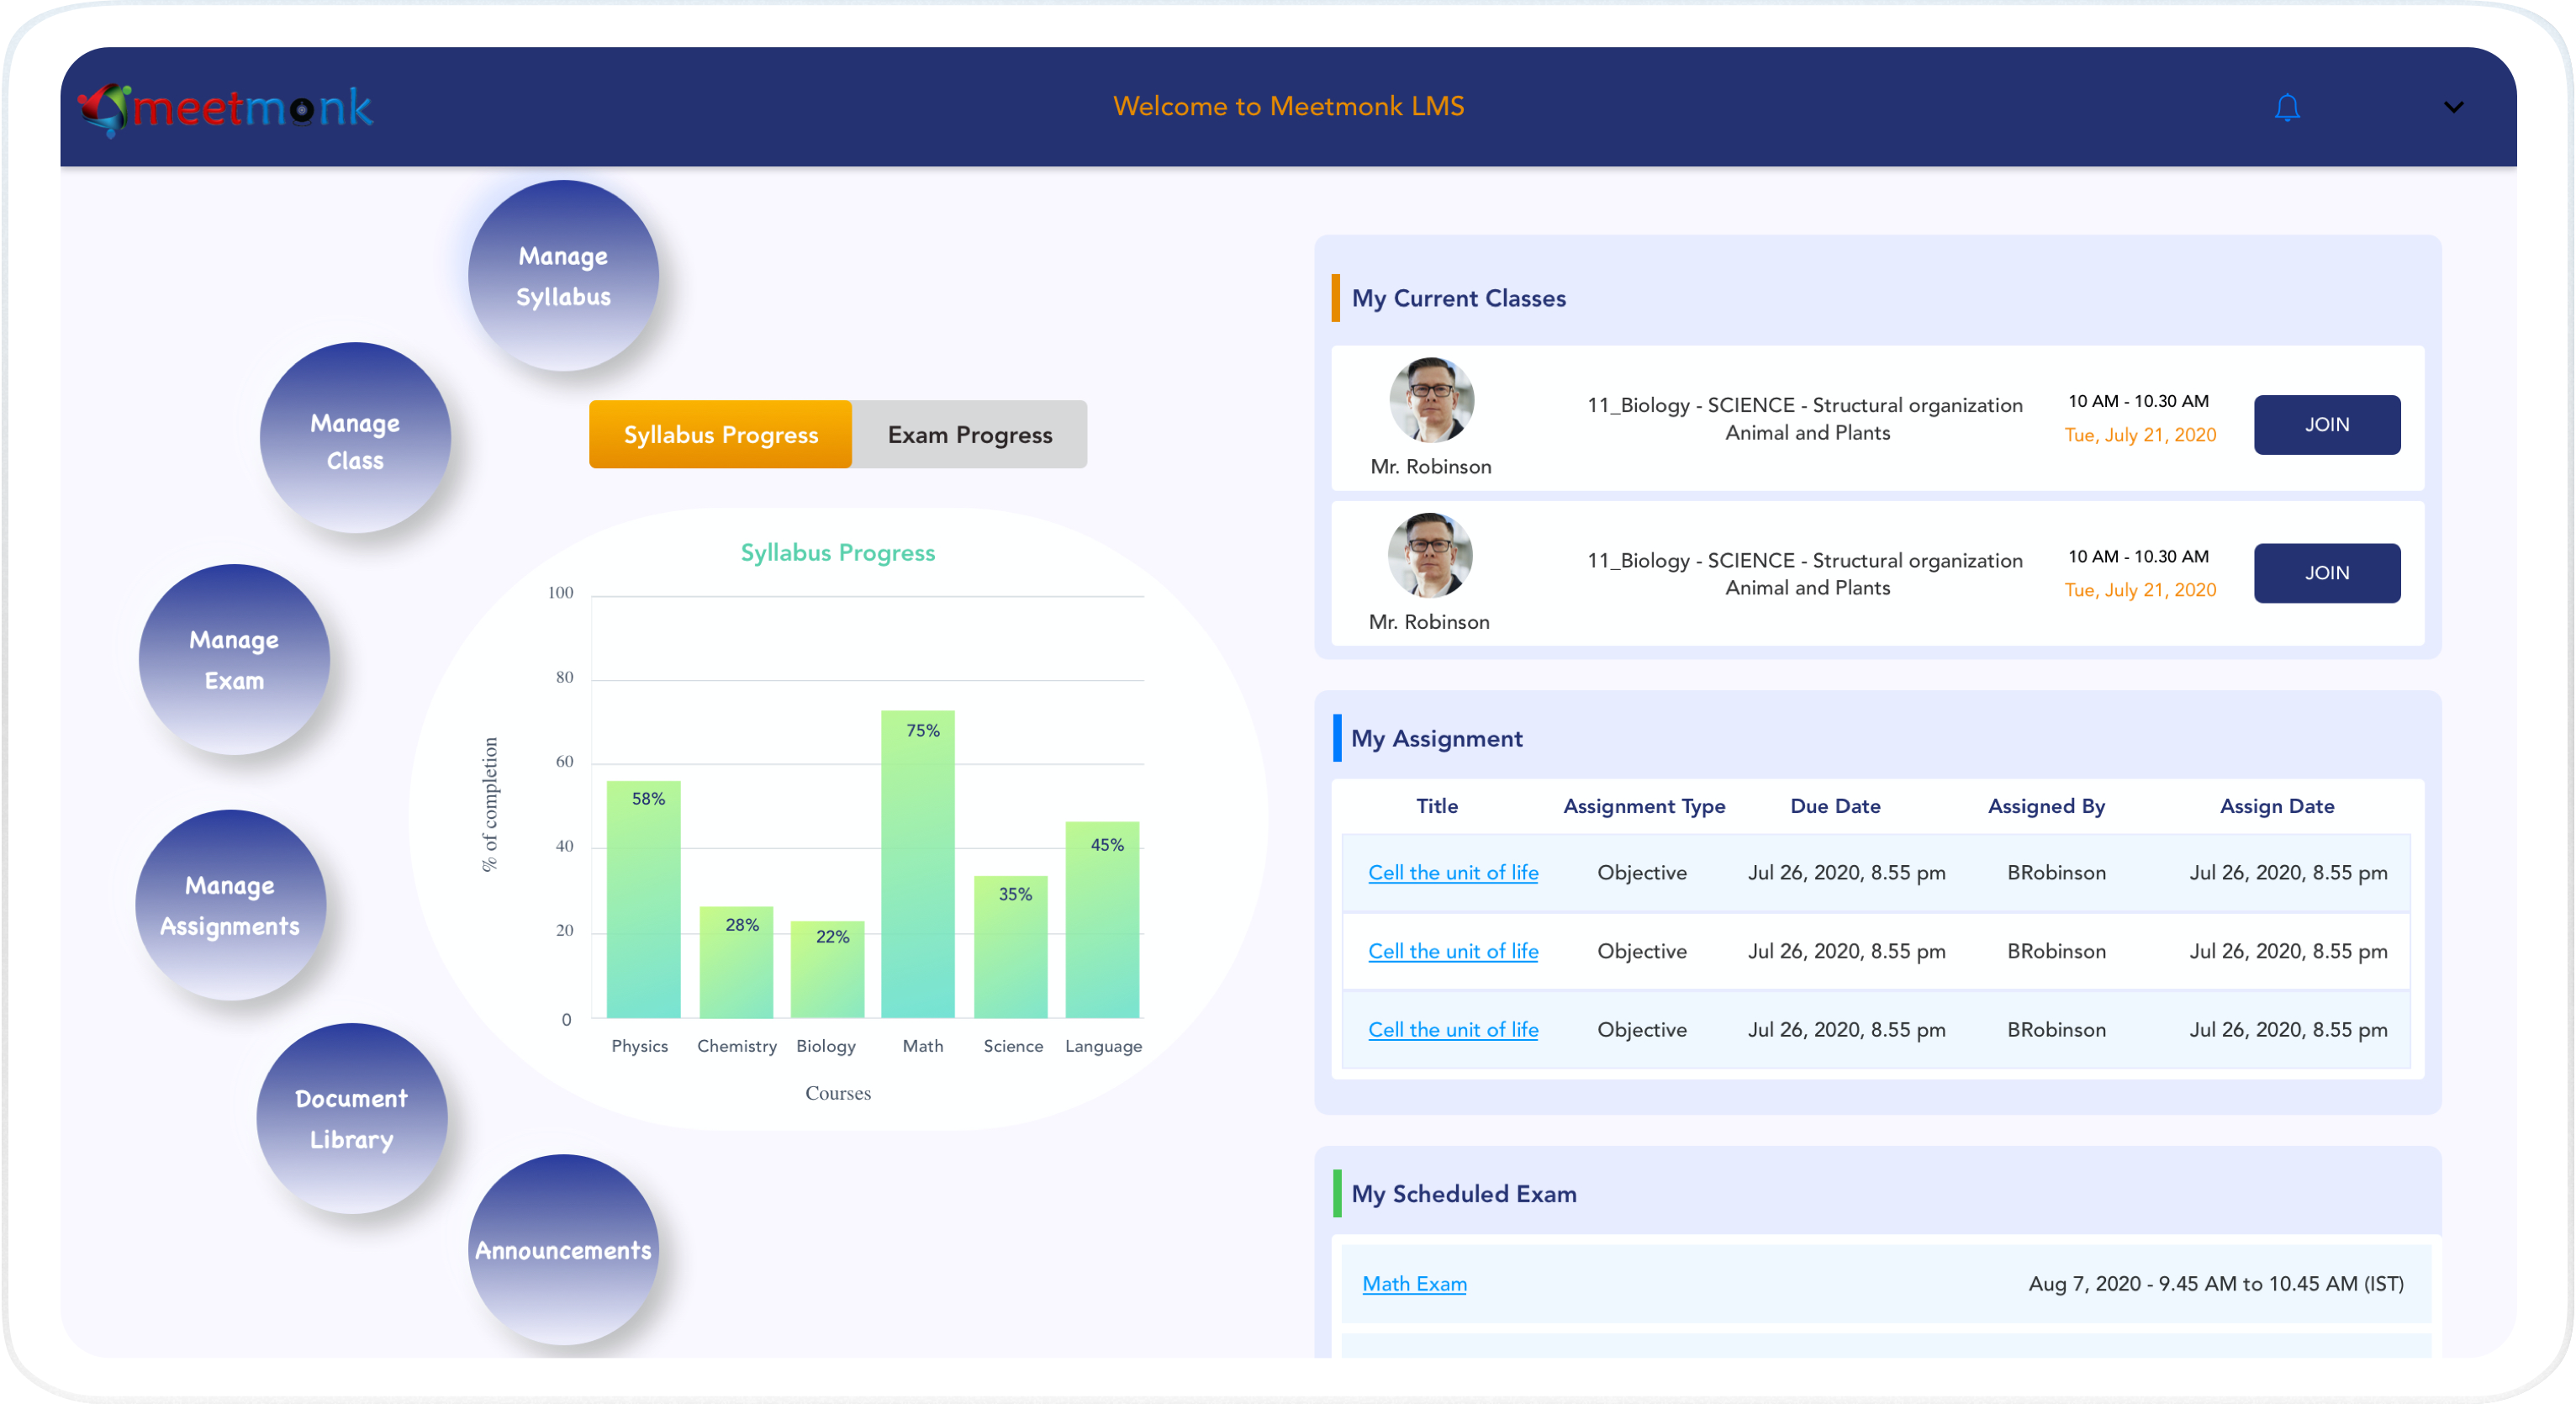 meetmonk
Welcome to Meetmonk LMS
Manage
Syllabus
Manage
Class
Manage
Exam
Manage
Assignments
Document
Library
Announcements
Syllabus Progress
Exam Progress
Syllabus Progress
100
80
60
40
20
0
% of completion
58%
28%
22%
75%
35%
45%
Physics
Chemistry
Biology
Math
Science
Language
Courses
My Current Classes
Mr. Robinson
11_Biology - SCIENCE - Structural organization
Animal and Plants
10 AM - 10.30 AM
Tue, July 21, 2020
JOIN
Mr. Robinson
11_Biology - SCIENCE - Structural organization
Animal and Plants
10 AM - 10.30 AM
Tue, July 21, 2020
JOIN
My Assignment
Title Assignment Type Due Date Assigned By Assign Date
Cell the unit of life Objective Jul 26, 2020, 8.55 pm BRobinson Jul 26, 2020, 8.55 pm
Cell the unit of life Objective Jul 26, 2020, 8.55 pm BRobinson Jul 26, 2020, 8.55 pm
Cell the unit of life Objective Jul 26, 2020, 8.55 pm BRobinson Jul 26, 2020, 8.55 pm
My Scheduled Exam
Math Exam Aug 7, 2020 - 9.45 AM to 10.45 AM (IST)